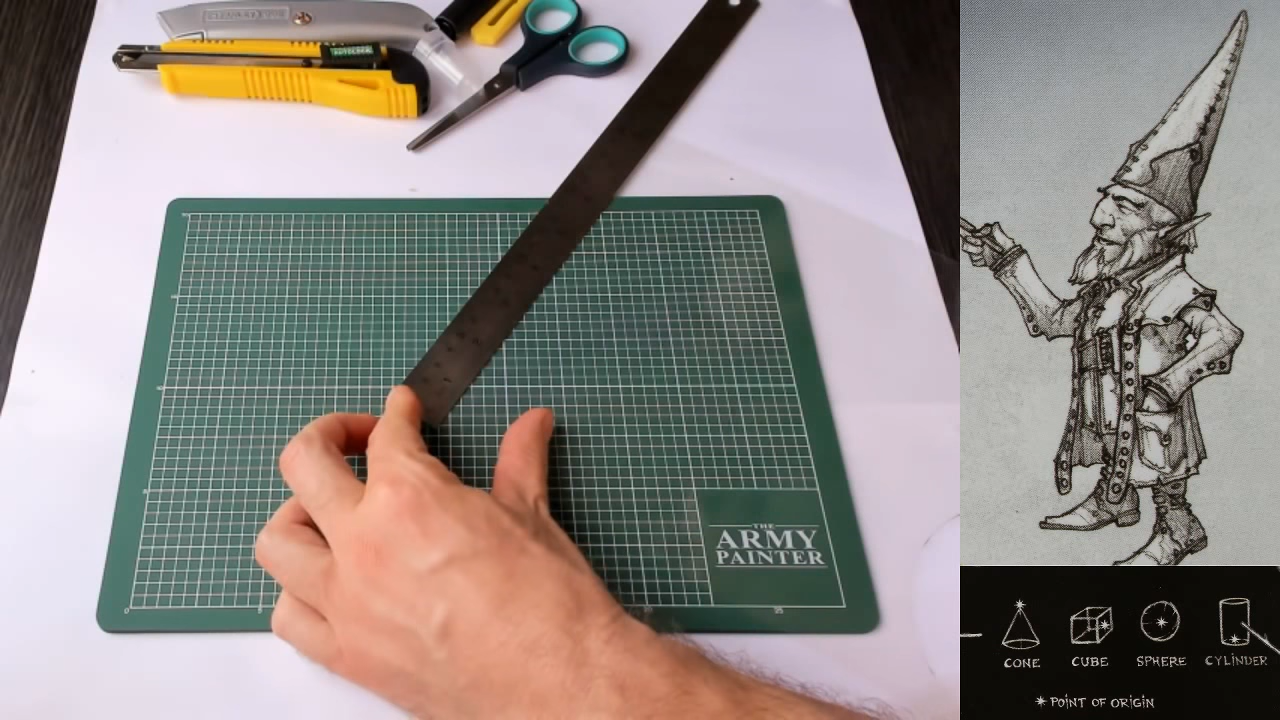 THE
ARMY
PAINTER
CONE CUBE SPHERE CYLINDER
* POINT OF ORIGIN